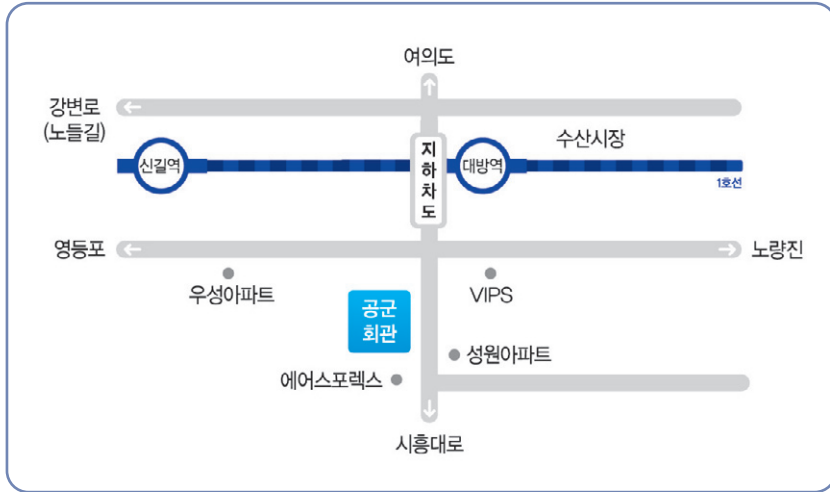 여의도
강변로
(노들길)
수산시장
신길역
지하차도
대방역
1호선
영등포
노량진
우성아파트
VIPS
공군
회관
성원아파트
에어스포렉스
시흥대로